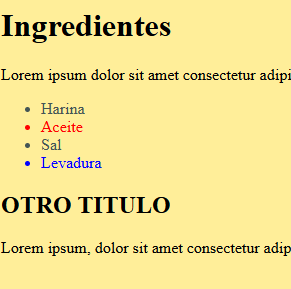 Ingredientes
Lorem ipsum dolor sit amet consectetur adipi
Harina
Aceite
Sal
Levadura
OTRO TITULO
Lorem ipsum, dolor sit amet consectetur adip